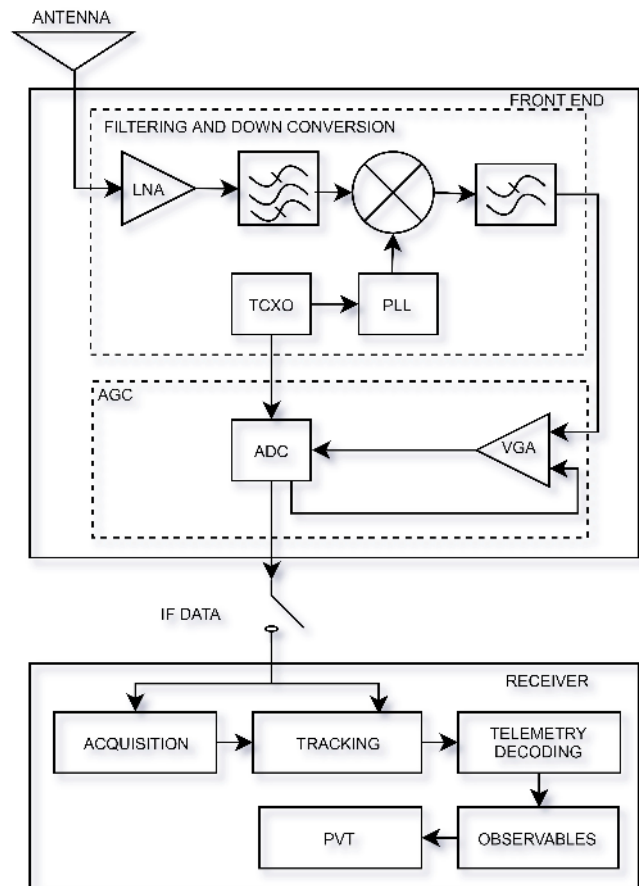 ANTENNA
FRONT END
FILTERING AND DOWN CONVERSION
LNA
TCXO
PLL
AGC
ADC
VGA
IF DATA
RECEIVER
ACQUISITION
TRACKING
TELEMETRY
DECODING
PVT
OBSERVABLES